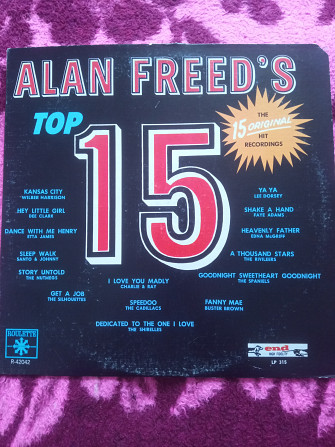 ALAN FREED'S
TOP
15
THE
15 ORIGINAL
HIT
RECORDINGS
KANSAS CITY
WILBER HARRISON
HEY LITTLE GIRL
DEE CLARK
DANCE WITH ME HENRY
ETTA JAMES
SLEEP WALK
SANTO & JOHNNY
STORY UNTOLD
THE NUTMEGS
GET A JOB
THE SILHOUETTES
I LOVE YOU MADLY
CHARLIE & RAY
SPEEDOO
THE CADILLACS
DEDICATED TO THE ONE I LOVE
THE SHIRELLES
YA YA
LEE DORSEY
SHAKE A HAND
FAYE ADAMS
HEAVENLY FATHER
EDNA McGRIFF
A THOUSAND STARS
THE RIVILEERS
GOODNIGHT SWEETHEART GOODNIGHT
THE SPANIELS
FANNY MAE
BUSTER BROWN
ROULETTE
R-42042
end
HIGH FIDELITY
LP 315